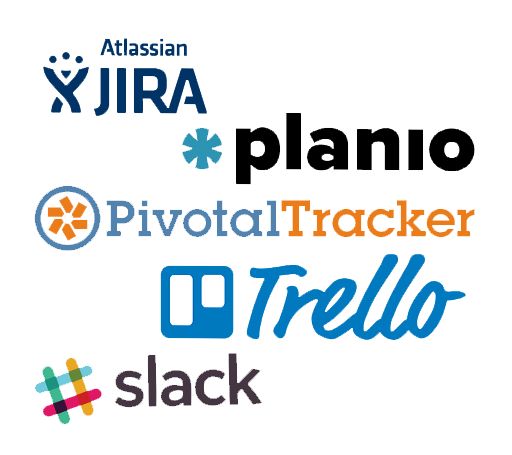 Atlassian
JIRA
planio
PivotalTracker
Trello
slack